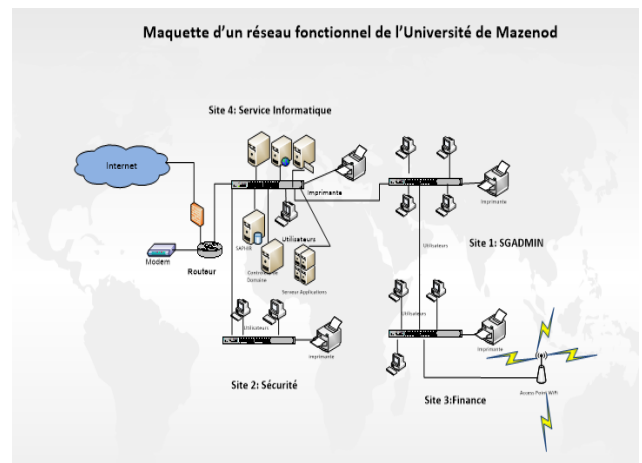 Maquette d'un réseau fonctionnel de l'Université de Mazenod
Site 4: Service Informatique
Internet
Imprimante
Imprimante
Utilisateurs
SAPHIR
Utilisateurs
Site 1: SGADMIN
Modem
Routeur
Domaine
Serveur Applications
Utilisateurs
Utilisateurs
Imprimante
Imprimante
Site 2: Sécurité
Access Point WIFI
Site 3:Finance